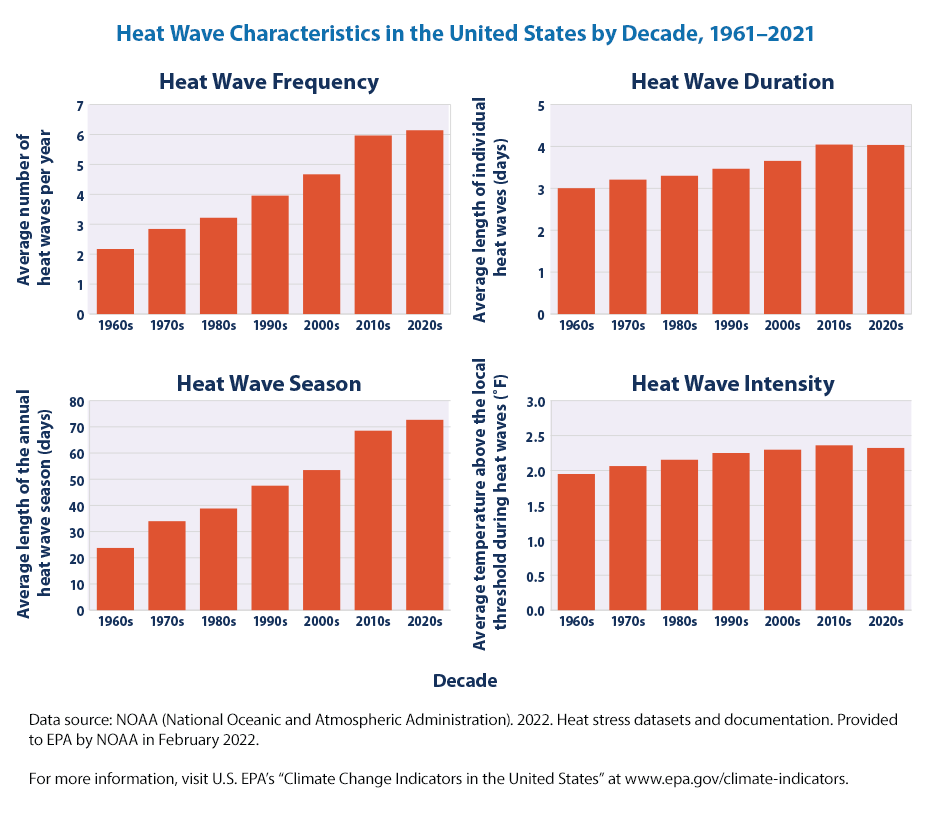 Heat Wave Characteristics in the United States by Decade, 1961–2021
Heat Wave Frequency
Average number of
heat waves per year
7
6
5
4
3
2
1
0
1960s 1970s 1980s 1990s 2000s 2010s 2020s
Heat Wave Duration
Average length of individual
heat waves (days)
5
4
3
2
1
0
1960s 1970s 1980s 1990s 2000s 2010s 2020s
Heat Wave Season
Average length of the annual
heat wave season (days)
80
70
60
50
40
30
20
10
0
1960s 1970s 1980s 1990s 2000s 2010s 2020s
Heat Wave Intensity
Average temperature above the local
threshold during heat waves (˚F)
3.0
2.5
2.0
1.5
1.0
0.5
0.0
1960s 1970s 1980s 1990s 2000s 2010s 2020s
Decade
Data source: NOAA (National Oceanic and Atmospheric Administration). 2022. Heat stress datasets and documentation. Provided
to EPA by NOAA in February 2022.
For more information, visit U.S. EPA’s “Climate Change Indicators in the United States” at www.epa.gov/climate-indicators.